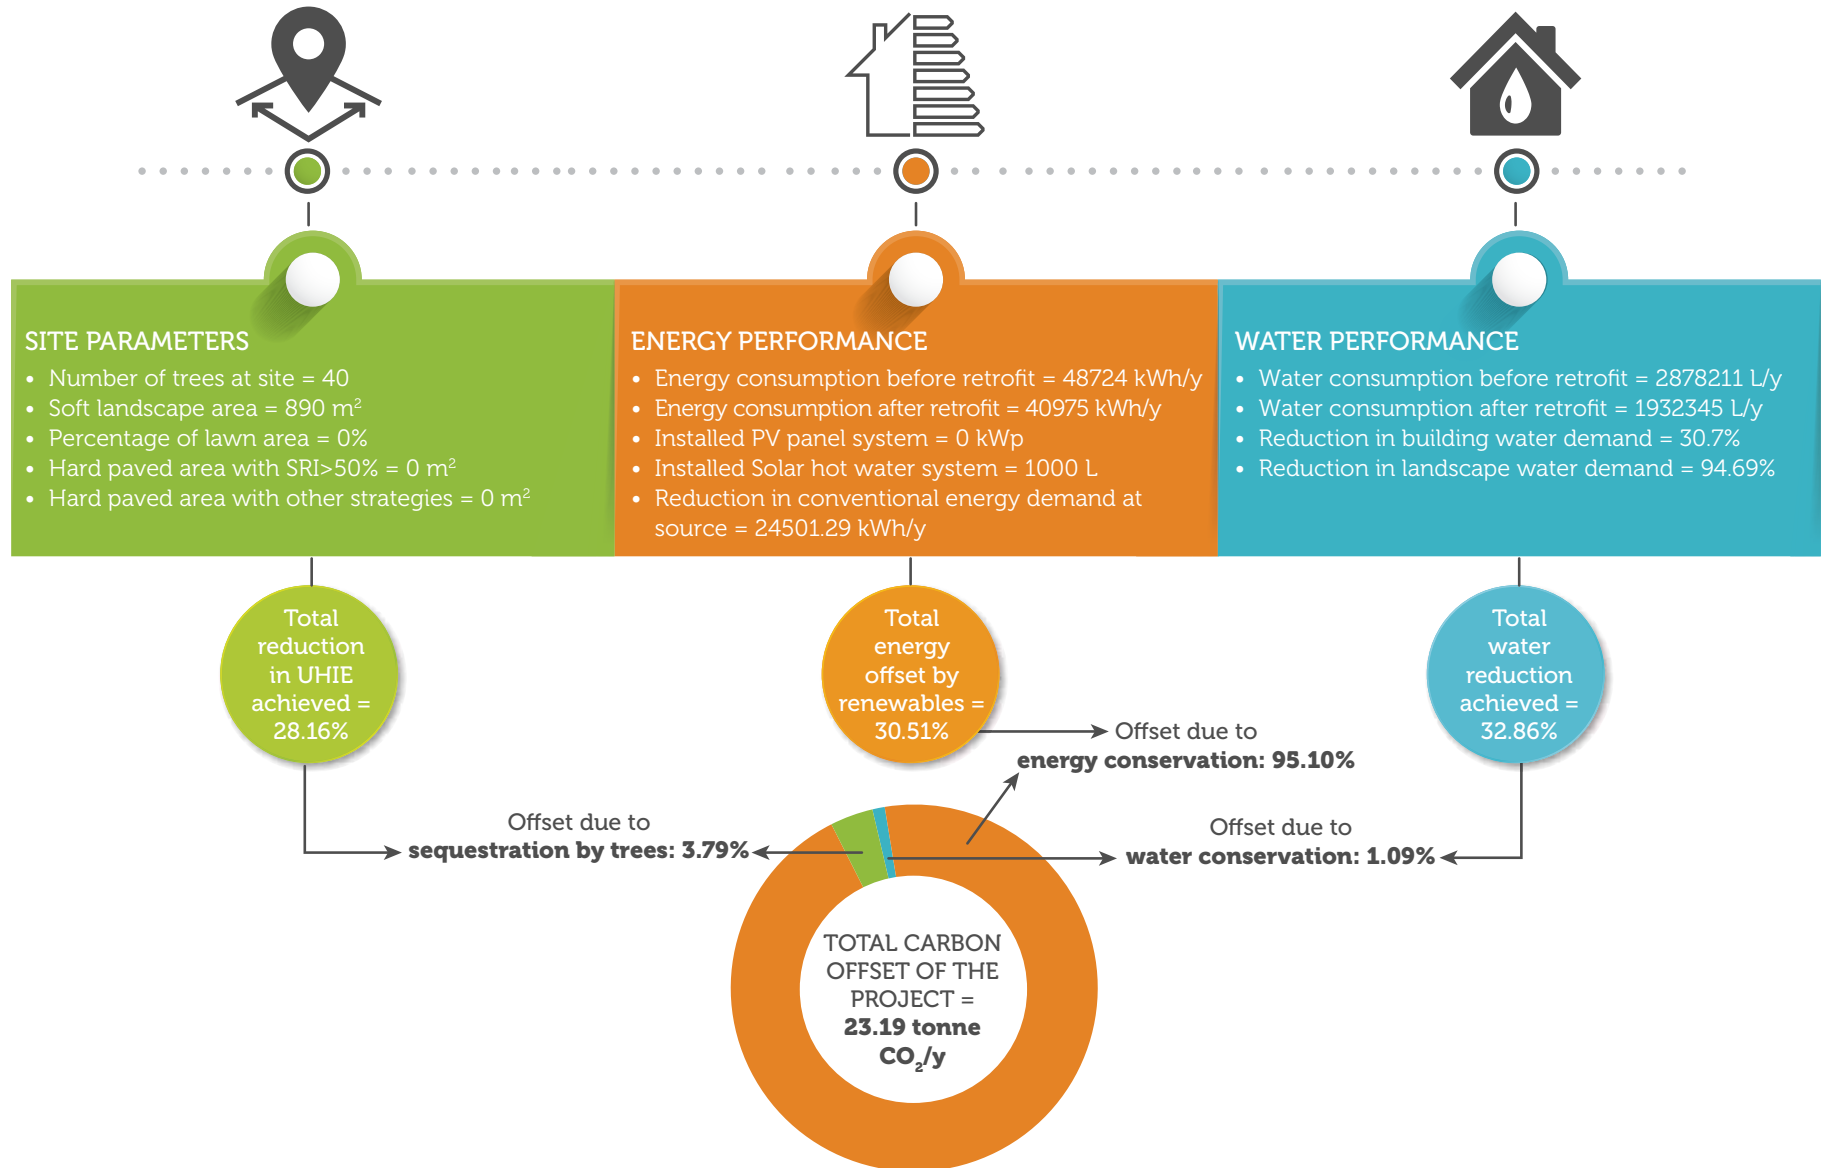 SITE PARAMETERS
• Number of trees at site = 40
• Soft landscape area = 890 m²
• Percentage of lawn area = 0%
• Hard paved area with SRI>50% = 0 m²
• Hard paved area with other strategies = 0 m²
ENERGY PERFORMANCE
• Energy consumption before retrofit = 48724 kWh/y
• Energy consumption after retrofit = 40975 kWh/y
• Installed PV panel system = 0 kWp
• Installed Solar hot water system = 1000 L
• Reduction in conventional energy demand at
source = 24501.29 kWh/y
WATER PERFORMANCE
• Water consumption before retrofit = 2878211 L/y
• Water consumption after retrofit = 1932345 L/y
• Reduction in building water demand = 30.7%
• Reduction in landscape water demand = 94.69%
Total
reduction
in UHIE
achieved =
28.16%
Total
energy
offset by
renewables =
30.51%
Total
water
reduction
achieved =
32.86%
Offset due to
energy conservation: 95.10%
Offset due to
sequestration by trees: 3.79%
Offset due to
water conservation: 1.09%
TOTAL CARBON
OFFSET OF THE
PROJECT =
23.19 tonne
CO₂/y